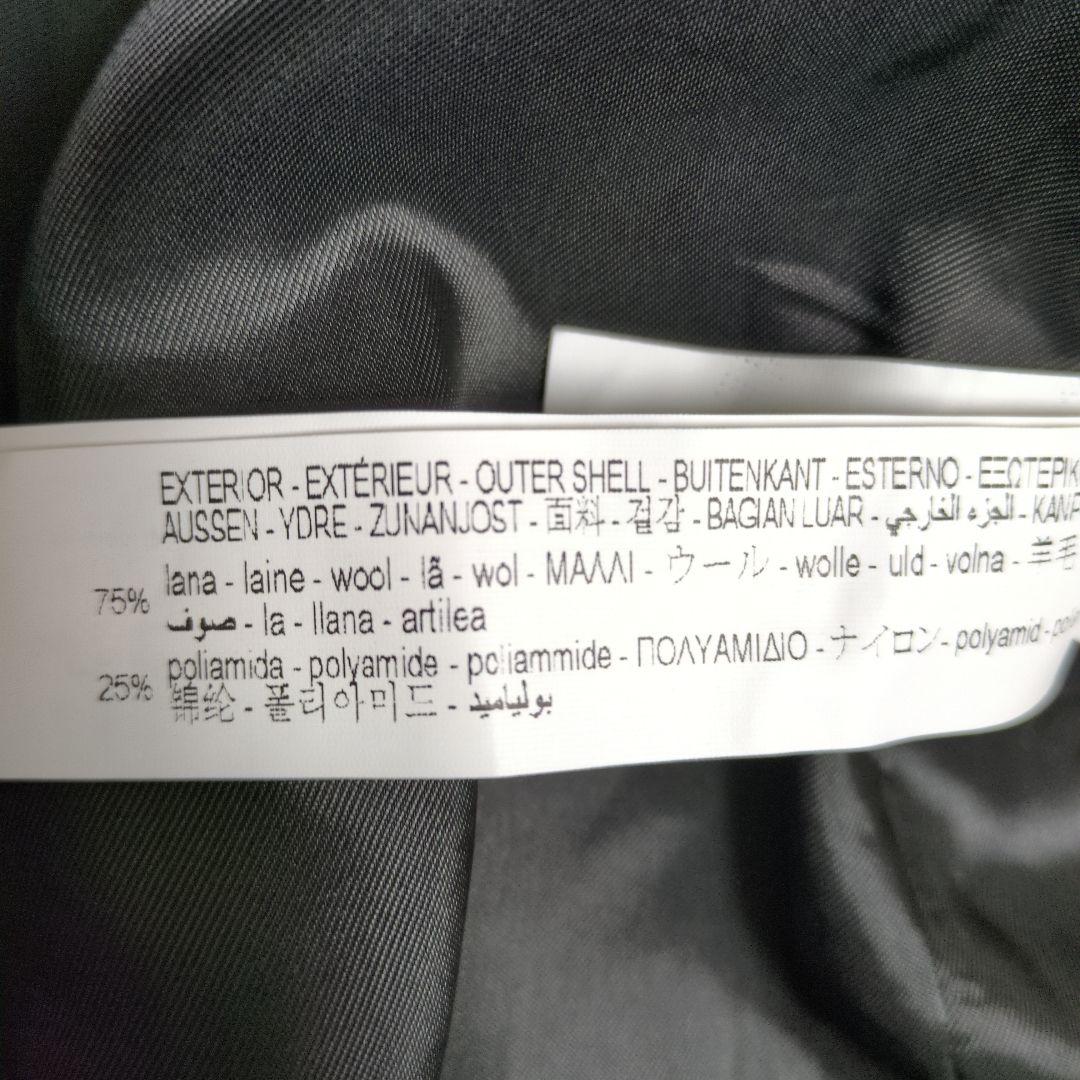 EXTERIOR - EXTÉRIEUR - OUTER SHELL - BUITENKANT - ESTERNO - ΕΞΩΤΕΡΙΚ
AUSSEN - YDRE - ZUNANJOST - 面料 - 겉감 - BAGIAN LUAR - الجزء الخارجي - KANP
75% lana - laine - wool - lã - wol - ΜΑΛΛΙ - ウール - wolle - uld - volna - 羊毛
صوف - la - llana - artilea
25% poliamida - polyamide - poliammide - ΠΟΛΥΑΜΙΔΙΟ - ナイロン - polyamid -
锦纶 - 폴리아미드 - بولياميد